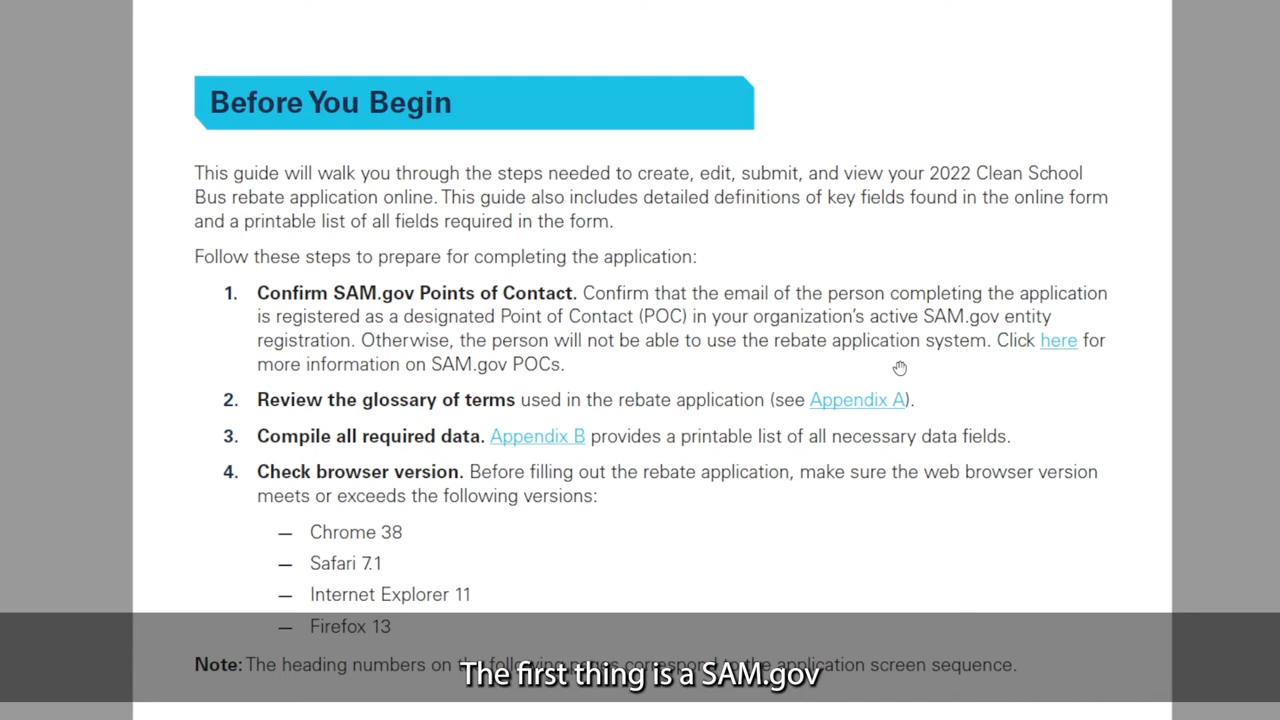 Before You Begin
This guide will walk you through the steps needed to create, edit, submit, and view your 2022 Clean School
Bus rebate application online. This guide also includes detailed definitions of key fields found in the online form
and a printable list of all fields required in the form.
Follow these steps to prepare for completing the application:
1. Confirm SAM.gov Points of Contact. Confirm that the email of the person completing the application
is registered as a designated Point of Contact (POC) in your organization's active SAM.gov entity
registration. Otherwise, the person will not be able to use the rebate application system. Click here for
more information on SAM.gov POCs.
2. Review the glossary of terms used in the rebate application (see Appendix A).
3. Compile all required data. Appendix B provides a printable list of all necessary data fields.
4. Check browser version. Before filling out the rebate application, make sure the web browser version
meets or exceeds the following versions:
— Chrome 38
— Safari 7.1
— Internet Explorer 11
— Firefox 13
Note: The heading numbers on the following pages correspond to the application screen sequence.
The first thing is a SAM.gov